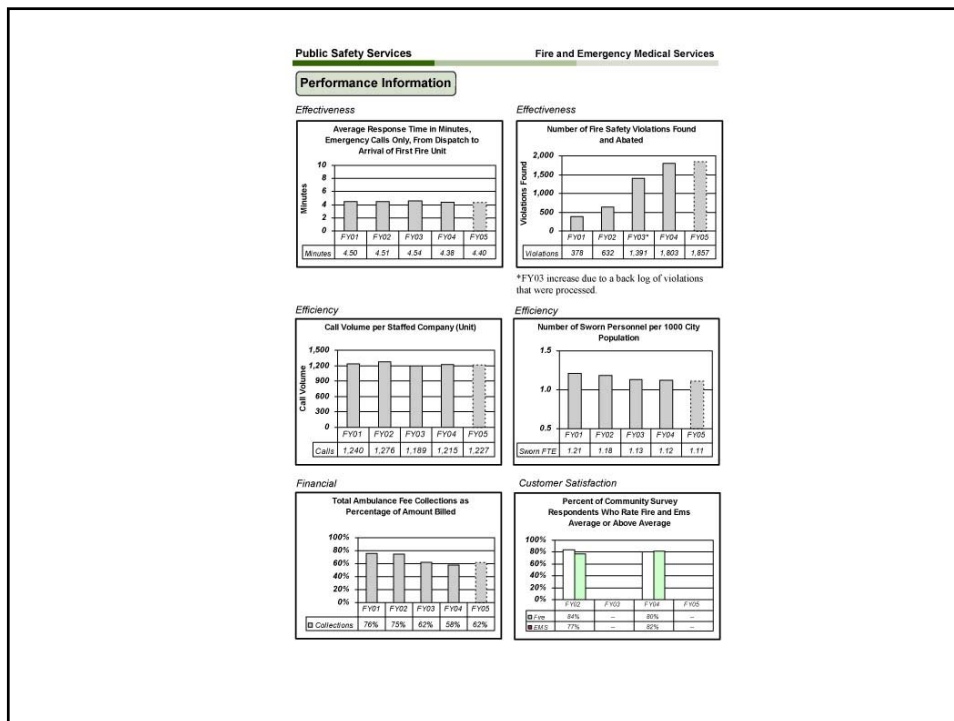 Public Safety Services
Fire and Emergency Medical Services
Performance Information
Effectiveness
Average Response Time in Minutes,
Emergency Calls Only, From Dispatch to
Arrival of First Fire Unit
Minutes
10
8
6
4
2
0
FY01 FY02 FY03 FY04 FY05
Minutes 4.50 4.51 4.54 4.38 4.40
Effectiveness
Number of Fire Safety Violations Found
and Abated
Violations Found
2,000
1,500
1,000
500
0
FY01 FY02 FY03* FY04 FY05
Violations 378 632 1,391 1,803 1,857
*FY03 increase due to a back log of violations
that were processed.
Efficiency
Call Volume per Staffed Company (Unit)
Call Volume
1,500
1,200
900
600
300
0
FY01 FY02 FY03 FY04 FY05
Calls 1,240 1,276 1,189 1,215 1,227
Efficiency
Number of Sworn Personnel per 1000 City
Population
1.5
1.0
0.5
FY01 FY02 FY03 FY04 FY05
Sworn FTE 1.21 1.18 1.13 1.12 1.11
Financial
Total Ambulance Fee Collections as
Percentage of Amount Billed
100%
80%
60%
40%
20%
0%
FY01 FY02 FY03 FY04 FY05
Collections 76% 75% 62% 58% 62%
Customer Satisfaction
Percent of Community Survey
Respondents Who Rate Fire and Ems
Average or Above Average
100%
80%
60%
40%
20%
0%
FY02 FY03 FY04 FY05
Fire 84% – 80% –
EMS 77% – 82% –